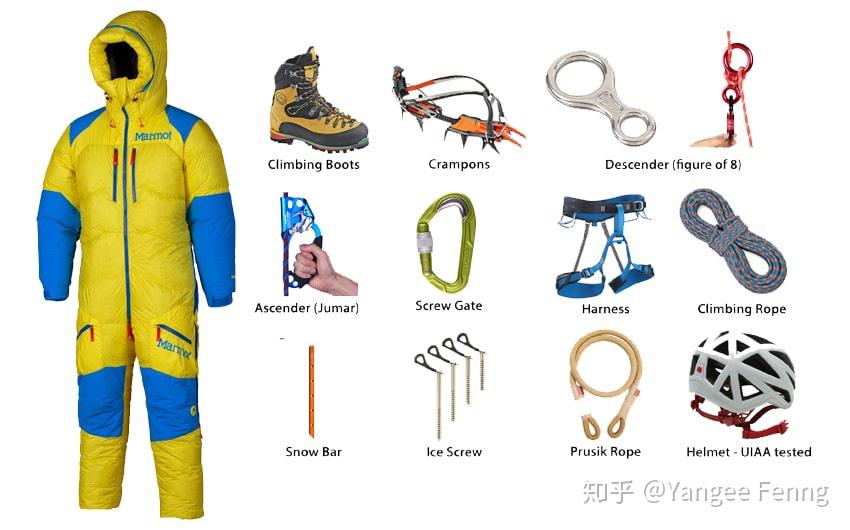 Marmot
Marmot
Climbing Boots
Crampons
Descender (figure of 8)
Ascender (Jumar)
Screw Gate
Harness
Climbing Rope
Snow Bar
Ice Screw
Prusik Rope
Helmet - UIAA tested
知乎 @Yangee Fenng